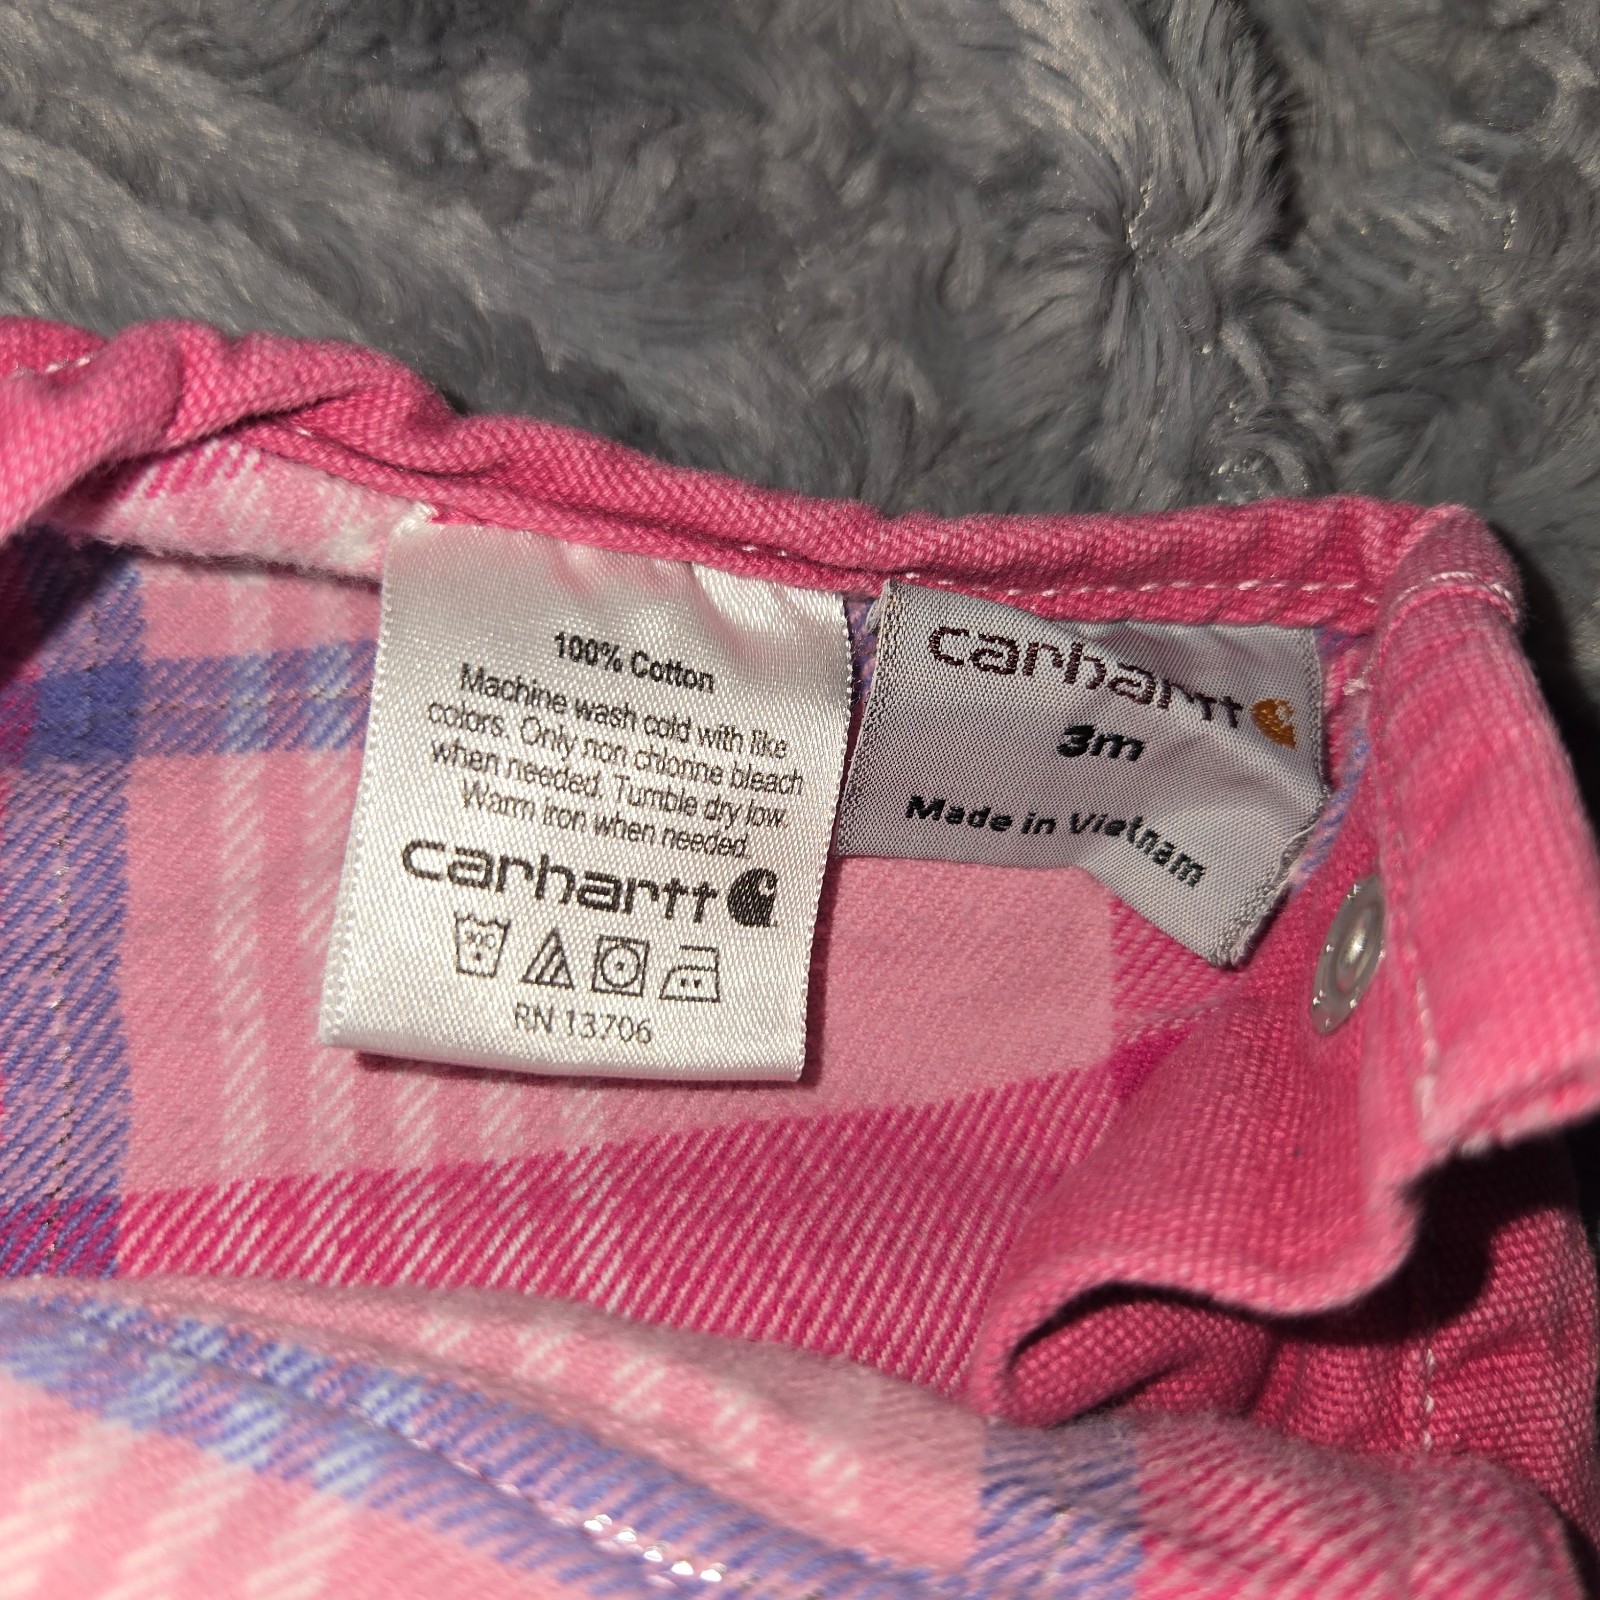 100% Cotton
Machine wash cold with like
colors. Only non chlorine bleach
when needed. Tumble dry low.
Warm iron when needed.
carhartt
30°
RN 13706
carhartt
3m
Made in Vietnam